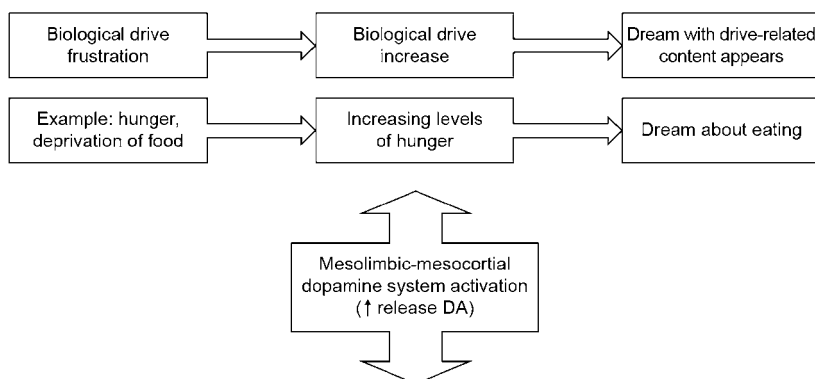 Biological drive
frustration
Biological drive
increase
Dream with drive-related
content appears
Example: hunger,
deprivation of food
Increasing levels
of hunger
Dream about eating
Mesolimbic-mesocortial
dopamine system activation
(↑ release DA)